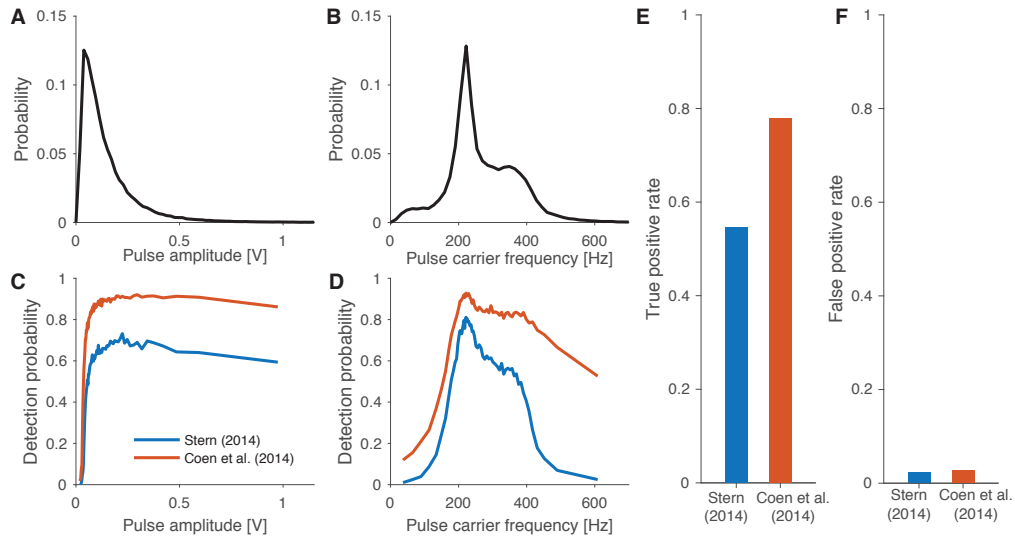 A
Probability
0.15
0.1
0.05
0
0
0.5
1
Pulse amplitude [V]
B
Probability
0.15
0.1
0.05
0
0
200
400
600
Pulse carrier frequency [Hz]
C
Detection probability
1
0.8
0.6
0.4
0.2
0
Stern (2014)
Coen et al. (2014)
0
0.5
1
Pulse amplitude [V]
D
Detection probability
1
0.8
0.6
0.4
0.2
0
0
200
400
600
Pulse carrier frequency [Hz]
E
True positive rate
1
0.8
0.6
0.4
0.2
0
Stern
(2014)
Coen et al.
(2014)
F
False positive rate
1
0.8
0.6
0.4
0.2
0
Stern
(2014)
Coen et al.
(2014)